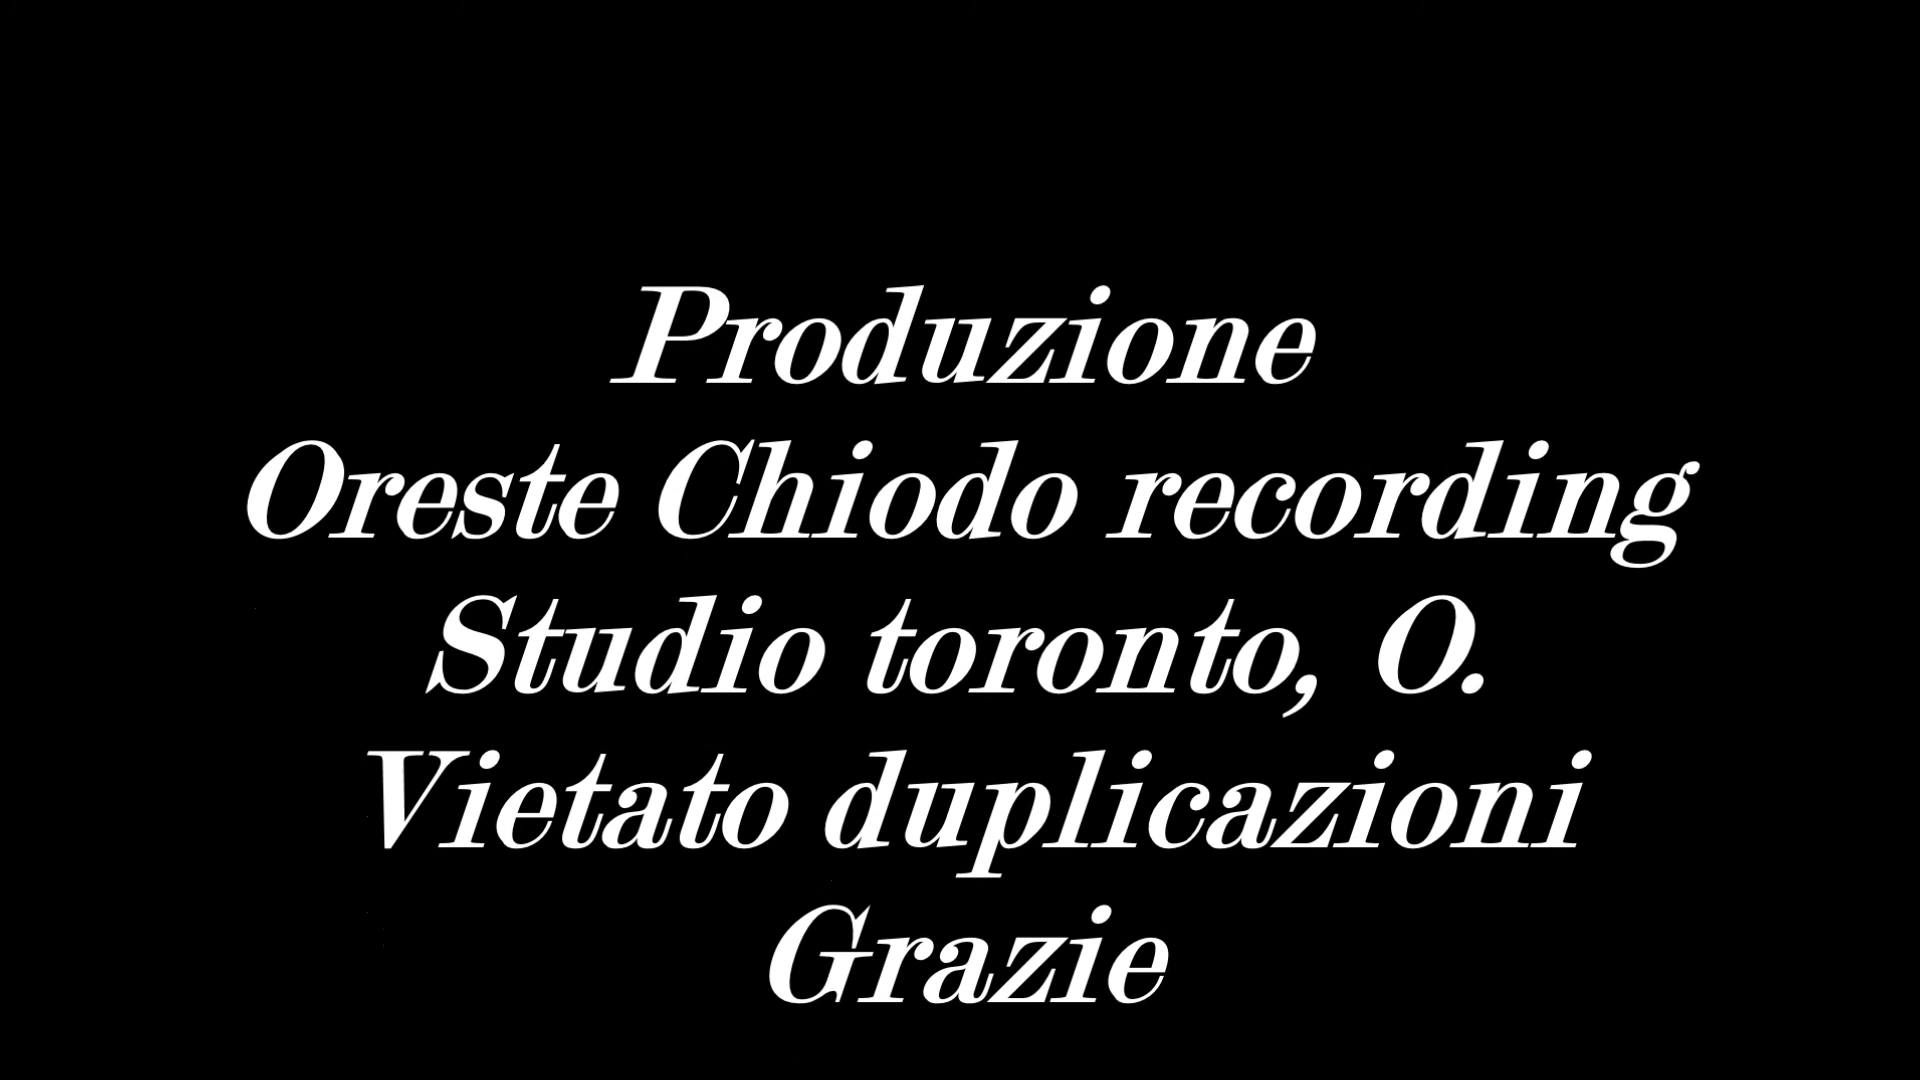 Produzione
Oreste Chiodo recording
Studio toronto, O.
Vietato duplicazioni
Grazie